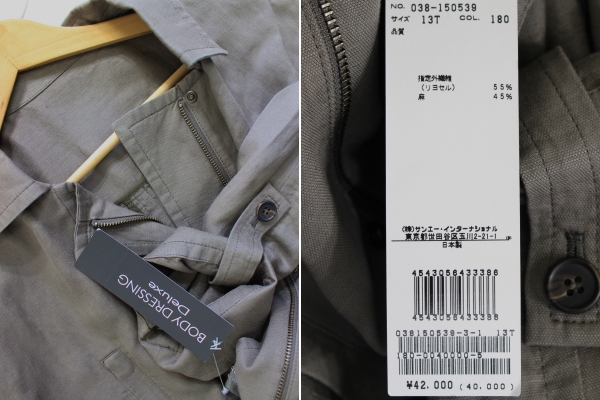 BODY DRESSING
Deluxe
NO. 038-150539
サイズ 13T COL. 180
品質
指定外繊維
(リヨセル) 55%
麻 45%
(株)サンエー・インターナショナル
東京都世田谷区玉川2-21-1
日本製
4543056433386
4543056433386
038150539-3-1 13T
180-0040000-5
¥42.000 (40.000)